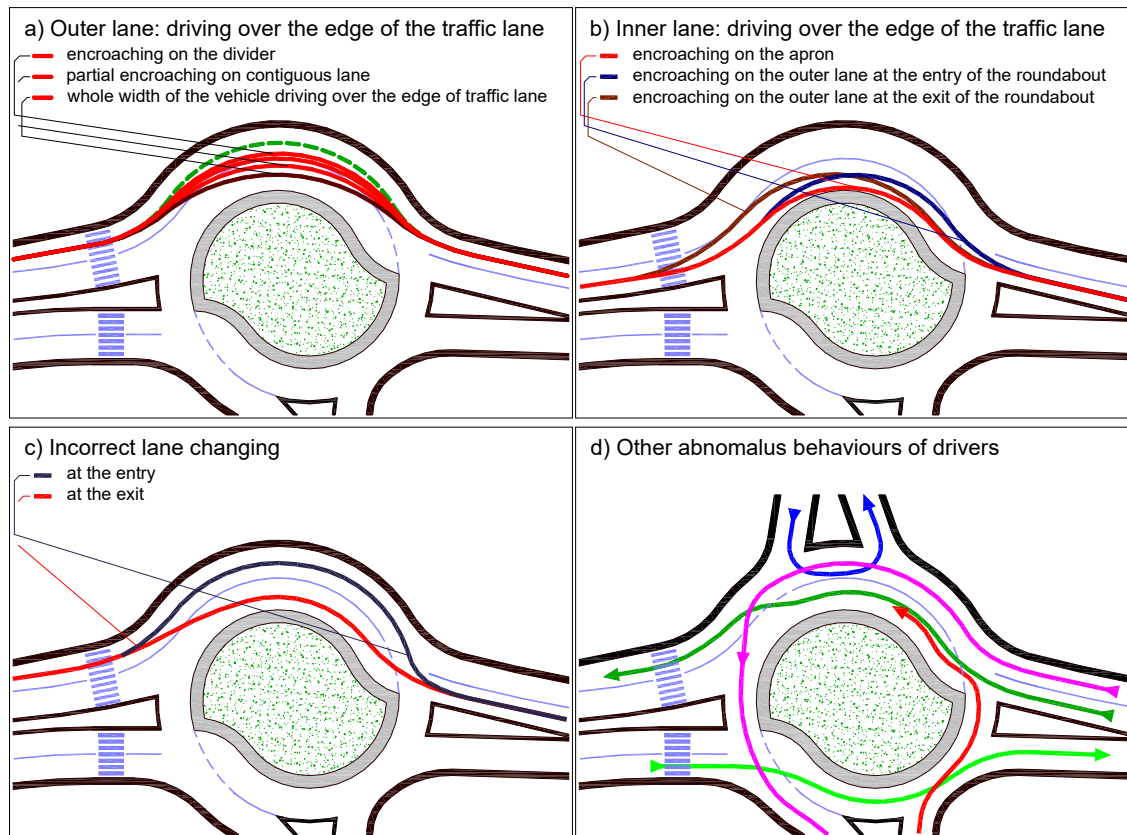 a) Outer lane: driving over the edge of the traffic lane
encroaching on the divider
partial encroaching on contiguous lane
whole width of the vehicle driving over the edge of traffic lane
b) Inner lane: driving over the edge of the traffic lane
encroaching on the apron
encroaching on the outer lane at the entry of the roundabout
encroaching on the outer lane at the exit of the roundabout
c) Incorrect lane changing
at the entry
at the exit
d) Other abnomalus behaviours of drivers